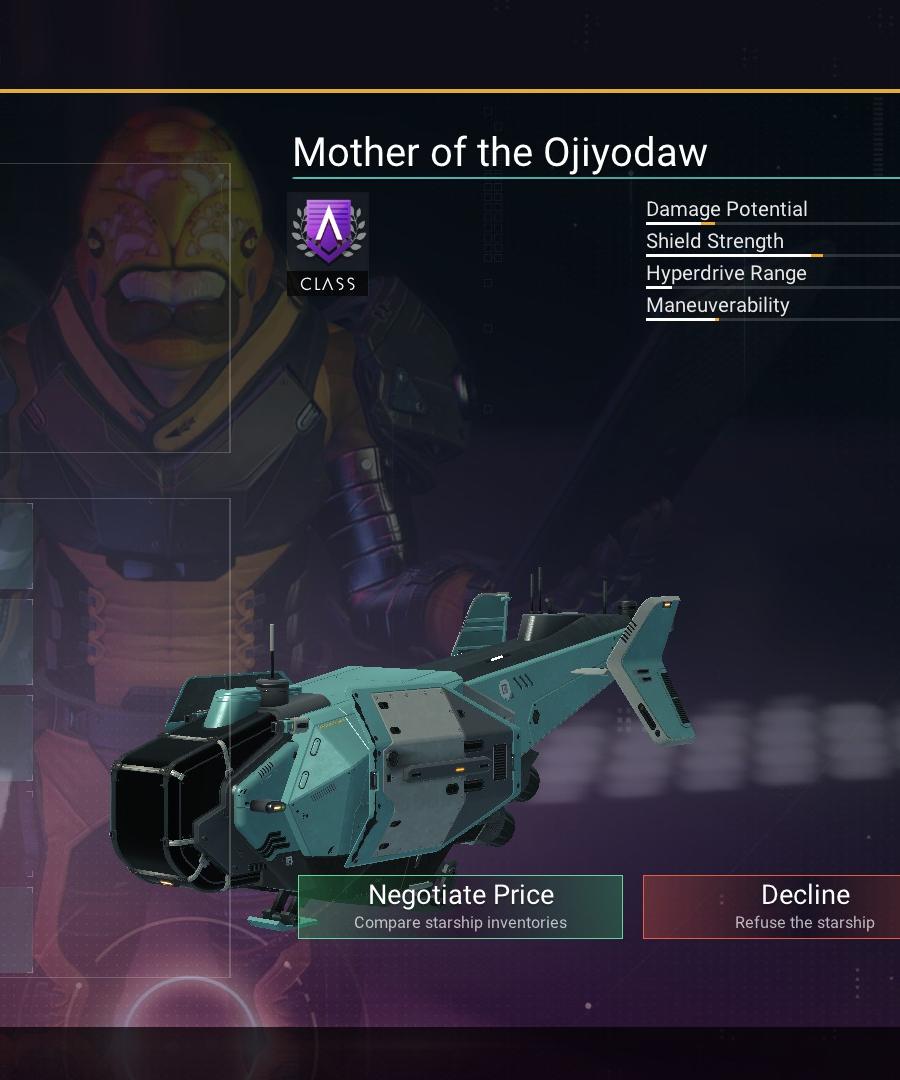 Mother of the Ojiyodaw
CLASS
Damage Potential
Shield Strength
Hyperdrive Range
Maneuverability
Negotiate Price
Compare starship inventories
Decline
Refuse the starship